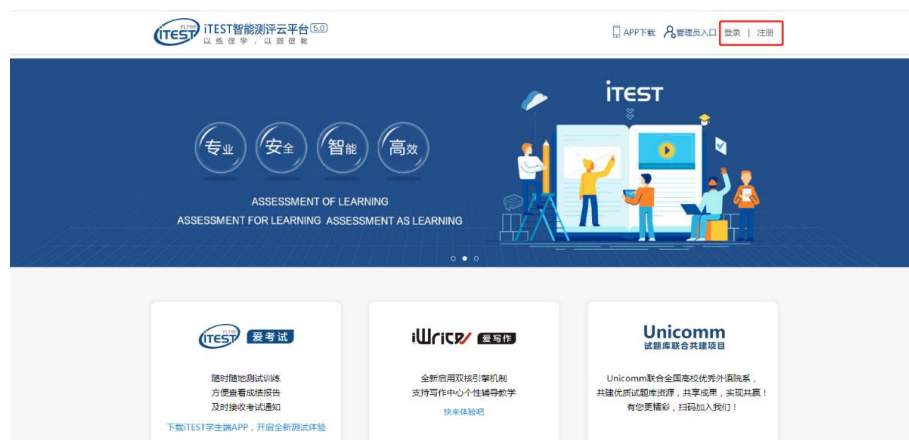 FLTRP
iTEST
iTEST智能测评云平台 5.0
以练促学，以测促教
APP下载 管理员入口 登录 | 注册
专业 安全 智能 高效
ASSESSMENT OF LEARNING
ASSESSMENT FOR LEARNING ASSESSMENT AS LEARNING
iTEST
FLTRP
iTEST 爱考试
随时随地测试训练
方便查看成绩报告
及时接收考试通知
下载iTEST学生端APP，开启全新测试体验
iWrite 爱写作
全新启用双核引擎机制
支持写作中心个性辅导教学
快来体验吧
Unicomm
试题库联合共建项目
Unicomm联合全国高校优秀外语院系，
共建优质试题库资源，共享成果，实现共赢！
有您更精彩，扫码加入我们！